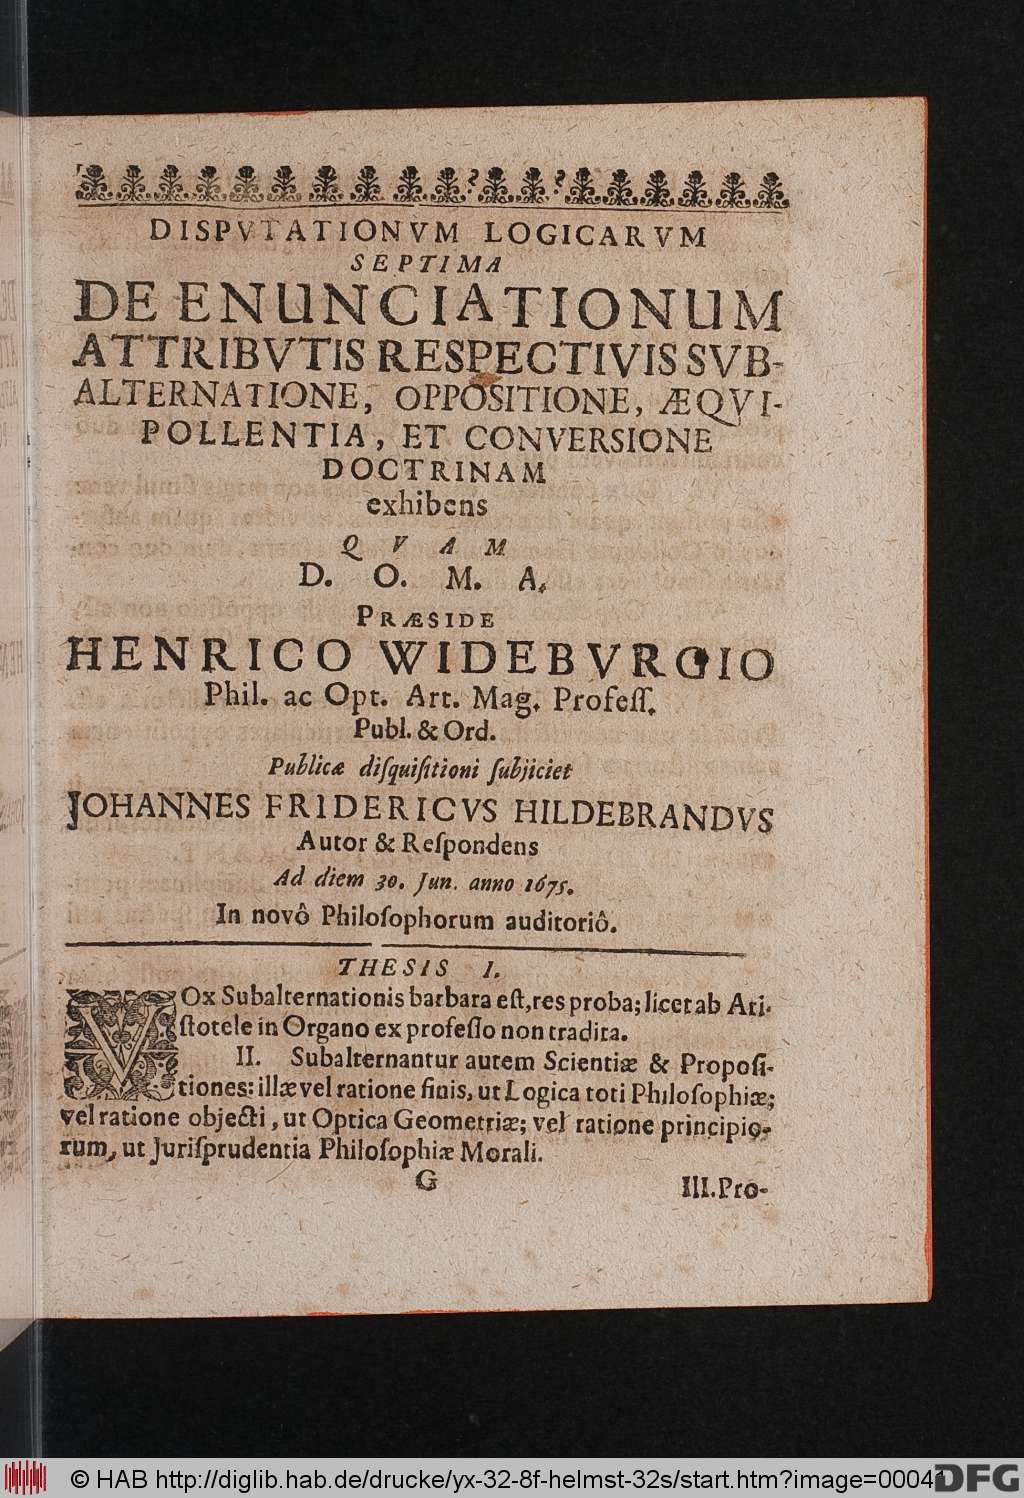 DISPVTATIONVM LOGICARVM
SEPTIMA
DE ENUNCIATIONUM
ATTRIBVTIS RESPECTIVIS SVB-
ALTERNATIONE, OPPOSITIONE, ÆQVI-
POLLENTIA, ET CONVERSIONE
DOCTRINAM
exhibens
QVAM
D. O. M. A.
PRÆSIDE
HENRICO WIDEBVRGIO
Phil. ac Opt. Art. Mag. Profeſſ.
Publ. & Ord.
Publicæ diſquiſitioni ſubjiciet
JOHANNES FRIDERICVS HILDEBRANDVS
Autor & Reſpondens
Ad diem 30. Jun. anno 1675.
In novô Philoſophorum auditoriô.
THESIS I.
VOx Subalternationis barbara eſt, res proba; licet ab Ari-
ſtotele in Organo ex profeſſo non tradita.
II. Subalternantur autem Scientiæ & Propoſi-
tiones: illæ vel ratione finis, ut Logica toti Philoſophiæ;
vel ratione objecti, ut Optica Geometriæ; vel ratione principio-
rum, ut Juriſprudentia Philoſophiæ Morali.
G
III. Pro-
© HAB http://diglib.hab.de/drucke/yx-32-8f-helmst-32s/start.htm?image=00041
DFG